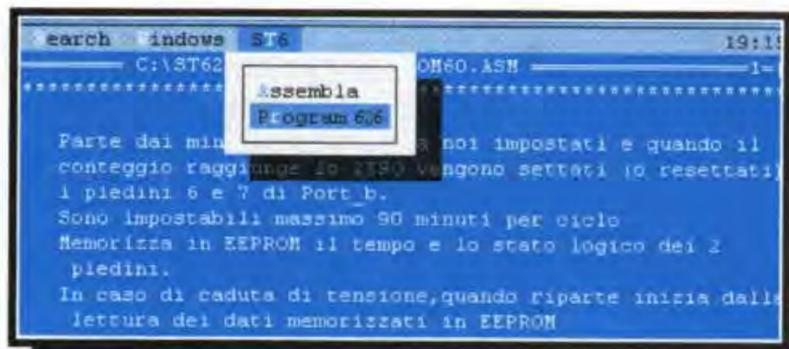 earch indows ST6 19:15
C:\ST62 OM60.ASM 1=
ssembla
Program 6x6
Parte dai min noi impostati e quando il
conteggio raggiunge lo ZERO vengono settati (o resettati)
i piedini 6 e 7 di Port_b.
Sono impostabili massimo 90 minuti per ciclo
Memorizza in EEPROM il tempo e lo stato logico dei 2
piedini.
In caso di caduta di tensione,quando riparte inizia dalla
lettura dei dati memorizzati in EEPROM